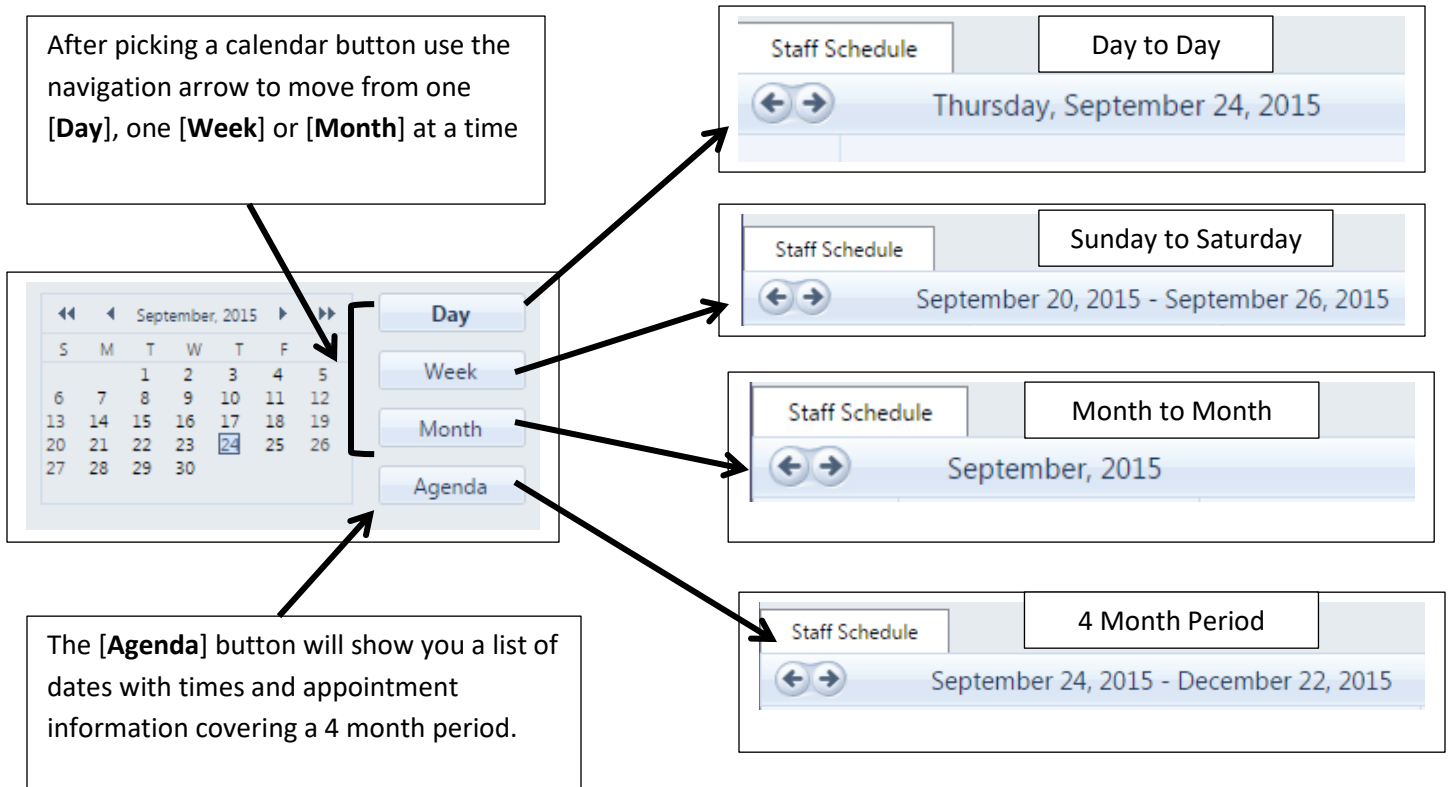 After picking a calendar button use the
navigation arrow to move from one
[Day], one [Week] or [Month] at a time
Staff Schedule
Day to Day
Thursday, September 24, 2015
Staff Schedule
Sunday to Saturday
September 20, 2015 - September 26, 2015
September, 2015
S M T W T F
1 2 3 4 5
6 7 8 9 10 11 12
13 14 15 16 17 18 19
20 21 22 23 24 25 26
27 28 29 30
Day
Week
Month
Agenda
Staff Schedule
Month to Month
September, 2015
The [Agenda] button will show you a list of
dates with times and appointment
information covering a 4 month period.
Staff Schedule
4 Month Period
September 24, 2015 - December 22, 2015